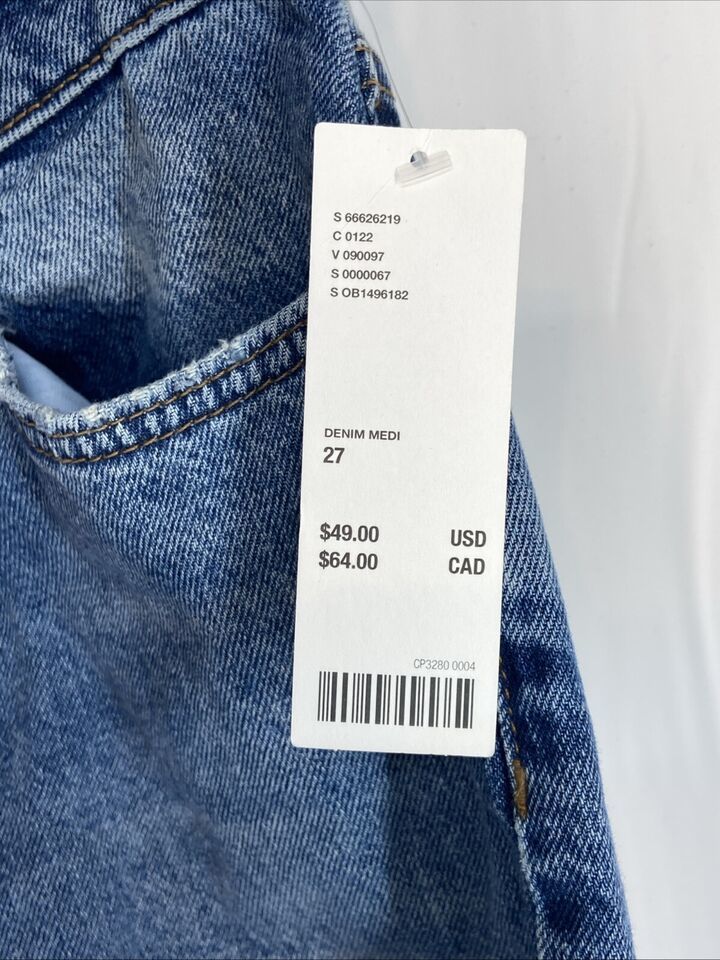 S 66626219
C 0122
V 090097
S 0000067
S OB1496182
DENIM MEDI
27
$49.00 USD
$64.00 CAD
CP3280 0004